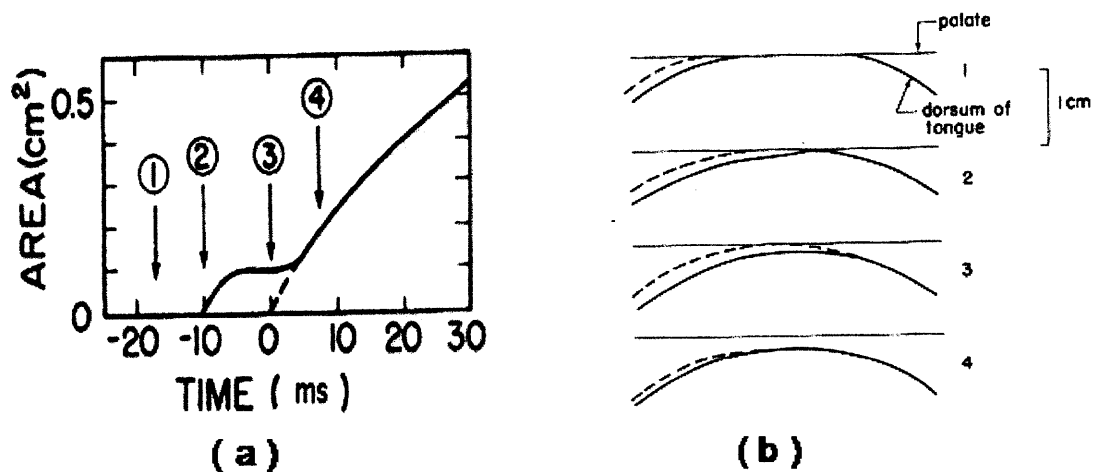 AREA (cm²)
0.5
0
① ② ③ ④
-20 -10 0 10 20 30
TIME ( ms )
( a )
palate
1
dorsum of
tongue
1 cm
2
3
4
( b )